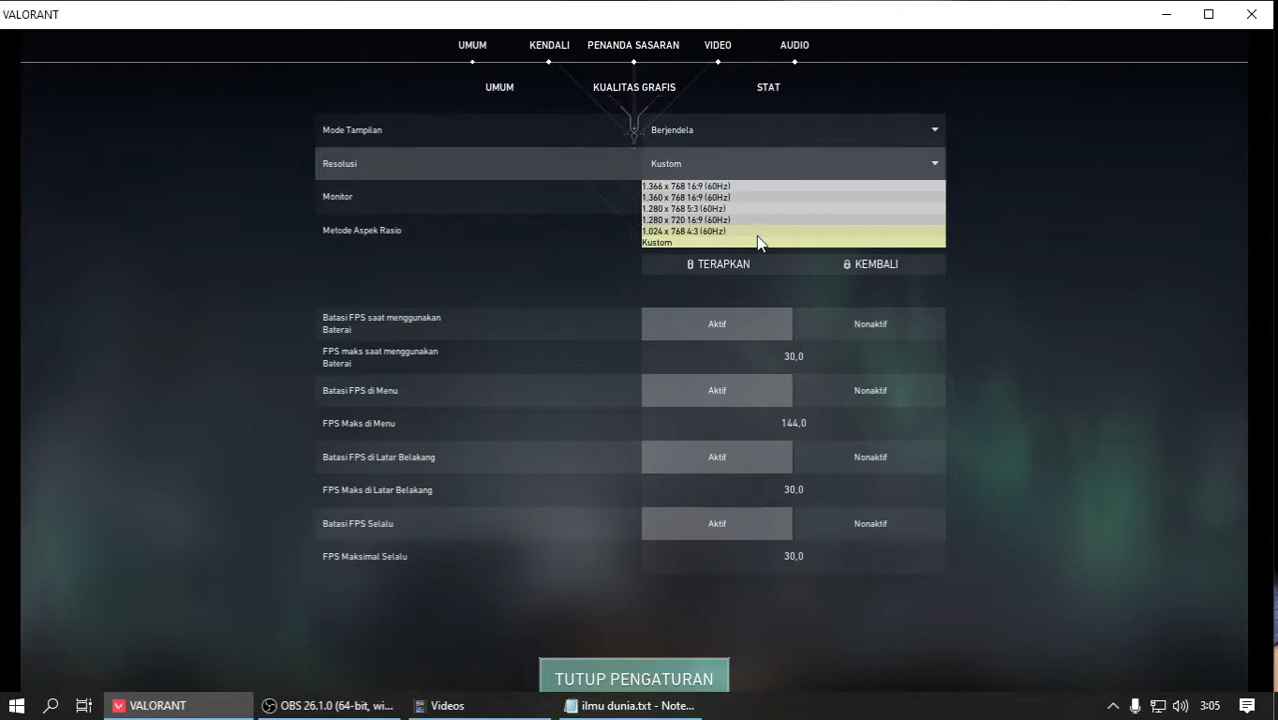 VALORANT
UMUM KENDALI PENANDA SASARAN VIDEO AUDIO
UMUM KUALITAS GRAFIS STAT
Mode Tampilan Berjendela
Resolusi Kustom
1.366 x 768 16:9 (60Hz)
Monitor 1.360 x 768 16:9 (60Hz)
1.280 x 768 5:3 (60Hz)
1.280 x 720 16:9 (60Hz)
Metode Aspek Rasio 1.024 x 768 4:3 (60Hz)
Kustom
TERAPKAN KEMBALI
Batasi FPS saat menggunakan
Baterai Aktif Nonaktif
FPS maks saat menggunakan
Baterai 30,0
Batasi FPS di Menu Aktif Nonaktif
FPS Maks di Menu 144,0
Batasi FPS di Latar Belakang Aktif Nonaktif
FPS Maks di Latar Belakang 30,0
Batasi FPS Selalu Aktif Nonaktif
FPS Maksimal Selalu 30,0
TUTUP PENGATURAN
VALORANT OBS 26.1.0 (64-bit, wi... Videos ilmu dunia.txt - Note... 3:05